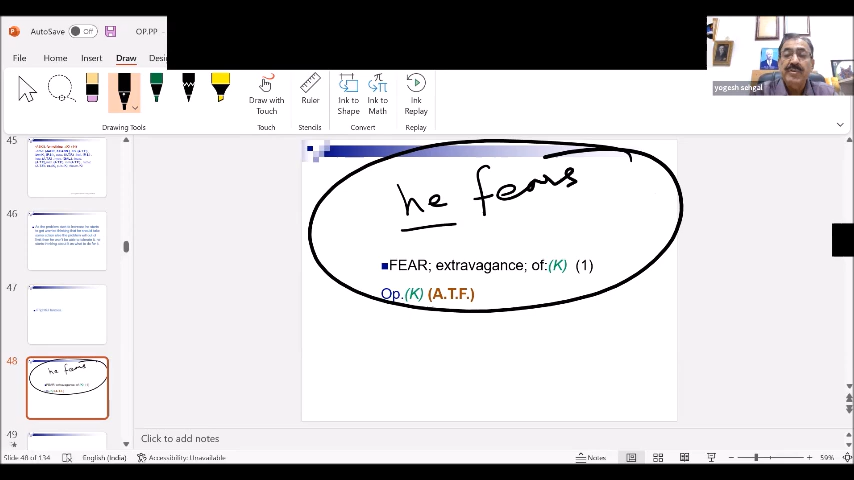 AutoSave
Off
OP.PP
yogesh sehgal
File
Home
Insert
Draw
Draw with
Touch
Ruler
Ink to
Shape
Ink to
Math
Ink
Replay
Drawing Tools
Touch
Stencils
Convert
Replay
45
46
47
48
he fears
49
he fears
■FEAR; extravagance; of:(K) (1)
Op.(K) (A.T.F.)
Click to add notes
Slide 48 of 134
English (India)
Accessibility: Unavailable
Notes
59%